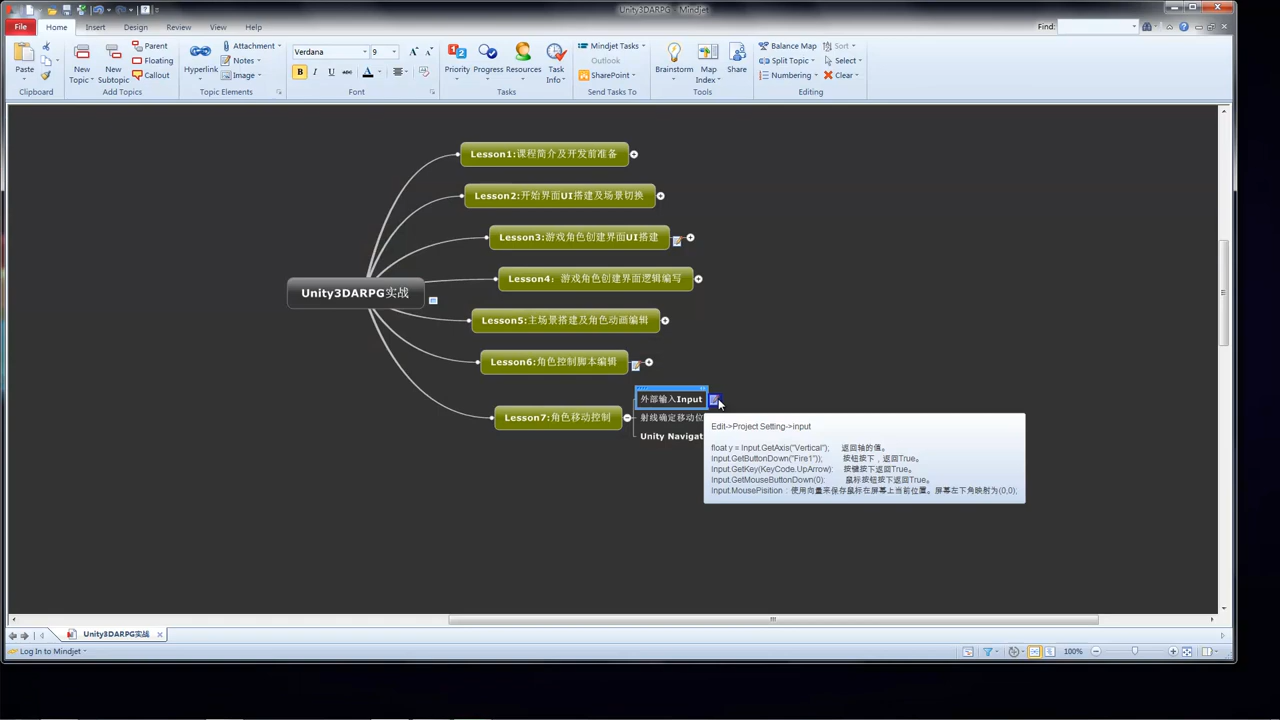 Unity3DARPG - Mindjet
File Home Insert Design Review View Help Find:
Paste
Clipboard
New Topic
New Subtopic
Parent
Floating
Callout
Add Topics
Hyperlink
Attachment
Notes
Image
Topic Elements
Verdana 9
B I U abc A
Font
Priority Progress Resources Task Info
Tasks
Mindjet Tasks
Outlook
SharePoint
Send Tasks To
Brainstorm Map Index Share
Tools
Balance Map Sort
Split Topic Select
Numbering Clear
Editing
Lesson1:课程简介及开发前准备
Lesson2:开始界面UI搭建及场景切换
Lesson3:游戏角色创建界面UI搭建
Lesson4：游戏角色创建界面逻辑编写
Unity3DARPG实战
Lesson5:主场景搭建及角色动画编辑
Lesson6:角色控制脚本编辑
Lesson7:角色移动控制
外部输入Input
射线确定移动位
Unity Navigat
Edit->Project Setting->input
float y = Input.GetAxis("Vertical"); 返回轴的值。
Input.GetButtonDown("Fire1")); 按钮按下，返回True。
Input.GetKey(KeyCode.UpArrow): 按键按下返回True。
Input.GetMouseButtonDown(0): 鼠标按钮按下返回True。
Input.MousePisition：使用向量来保存鼠标在屏幕上当前位置。屏幕左下角映射为(0,0);
Unity3DARPG实战
Log In to Mindjet 100%